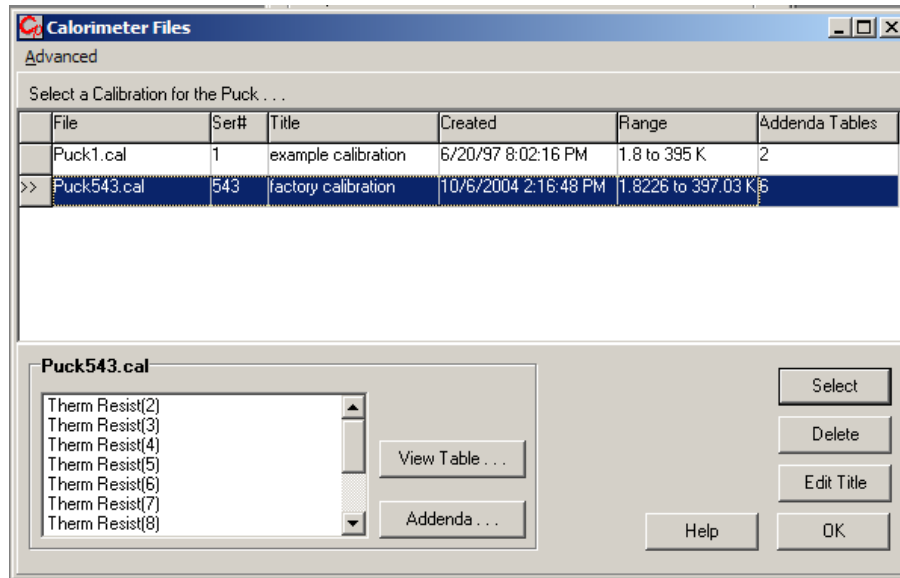 Calorimeter Files
Advanced
Select a Calibration for the Puck . . .
File Ser# Title Created Range Addenda Tables
Puck1.cal 1 example calibration 6/20/97 8:02:16 PM 1.8 to 395 K 2
>> Puck543.cal 543 factory calibration 10/6/2004 2:16:48 PM 1.8226 to 397.03 K 6
Puck543.cal
Therm Resist(2)
Therm Resist(3)
Therm Resist(4)
Therm Resist(5)
Therm Resist(6)
Therm Resist(7)
Therm Resist(8)
View Table . . .
Addenda . . .
Select
Delete
Edit Title
Help OK